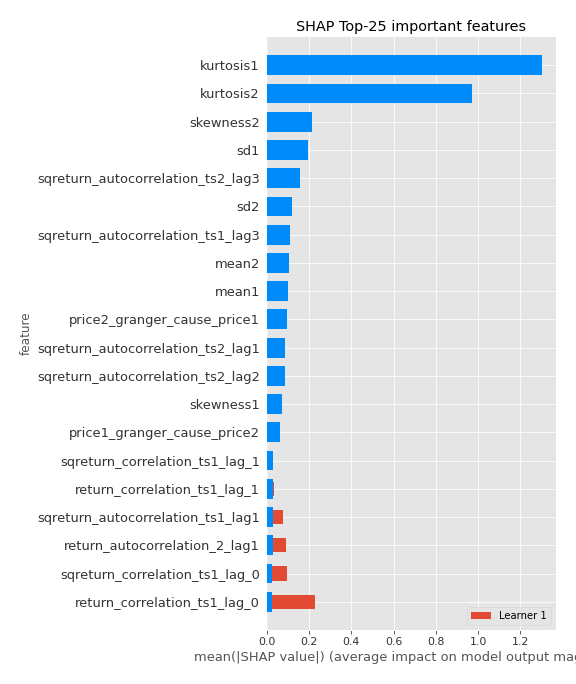 SHAP Top-25 important features
kurtosis1
kurtosis2
skewness2
sd1
sqreturn_autocorrelation_ts2_lag3
sd2
sqreturn_autocorrelation_ts1_lag3
mean2
mean1
price2_granger_cause_price1
sqreturn_autocorrelation_ts2_lag1
sqreturn_autocorrelation_ts2_lag2
skewness1
price1_granger_cause_price2
sqreturn_correlation_ts1_lag_1
return_correlation_ts1_lag_1
sqreturn_autocorrelation_ts1_lag1
return_autocorrelation_2_lag1
sqreturn_correlation_ts1_lag_0
return_correlation_ts1_lag_0
feature
Learner 1
0.0 0.2 0.4 0.6 0.8 1.0 1.2
mean(|SHAP value|) (average impact on model output mag